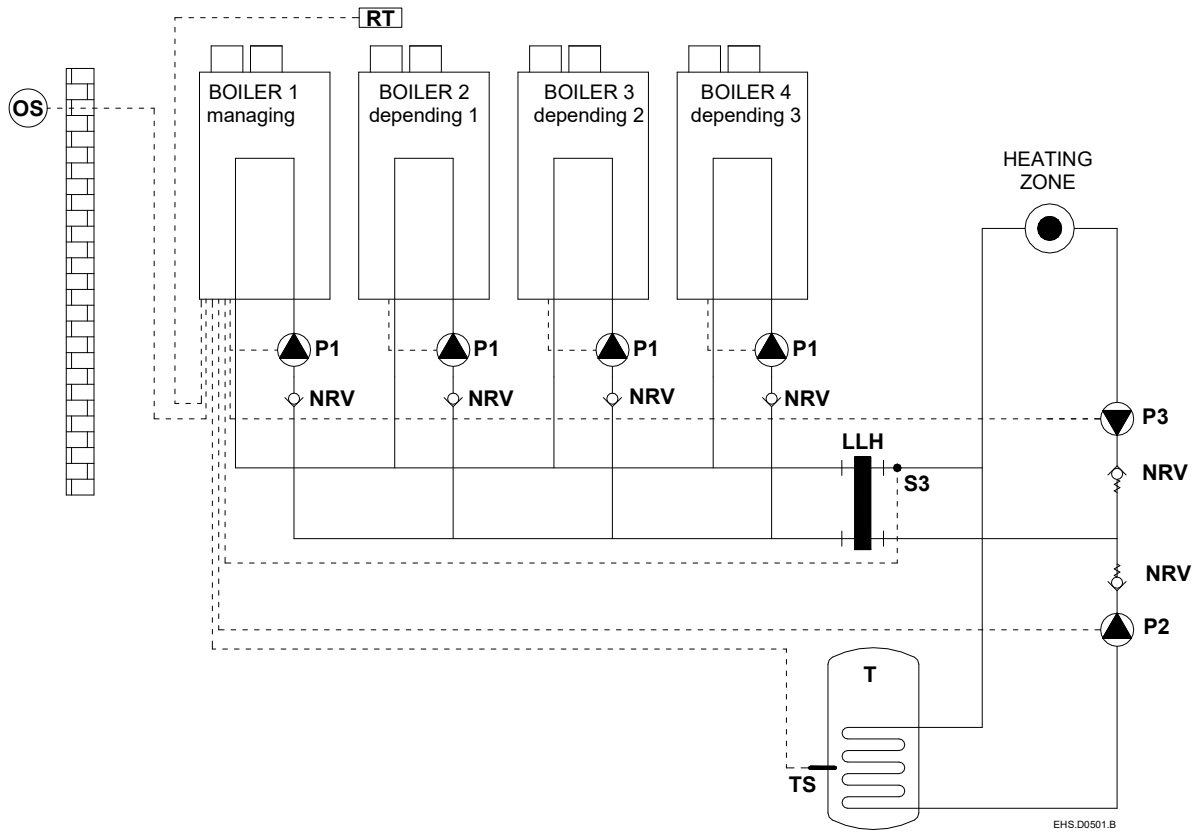 RT
OS
BOILER 1
managing
BOILER 2
depending 1
BOILER 3
depending 2
BOILER 4
depending 3
HEATING
ZONE
P1
P1
P1
P1
NRV
NRV
NRV
NRV
P3
LLH
S3
NRV
NRV
P2
T
TS
EHS.D0501.B